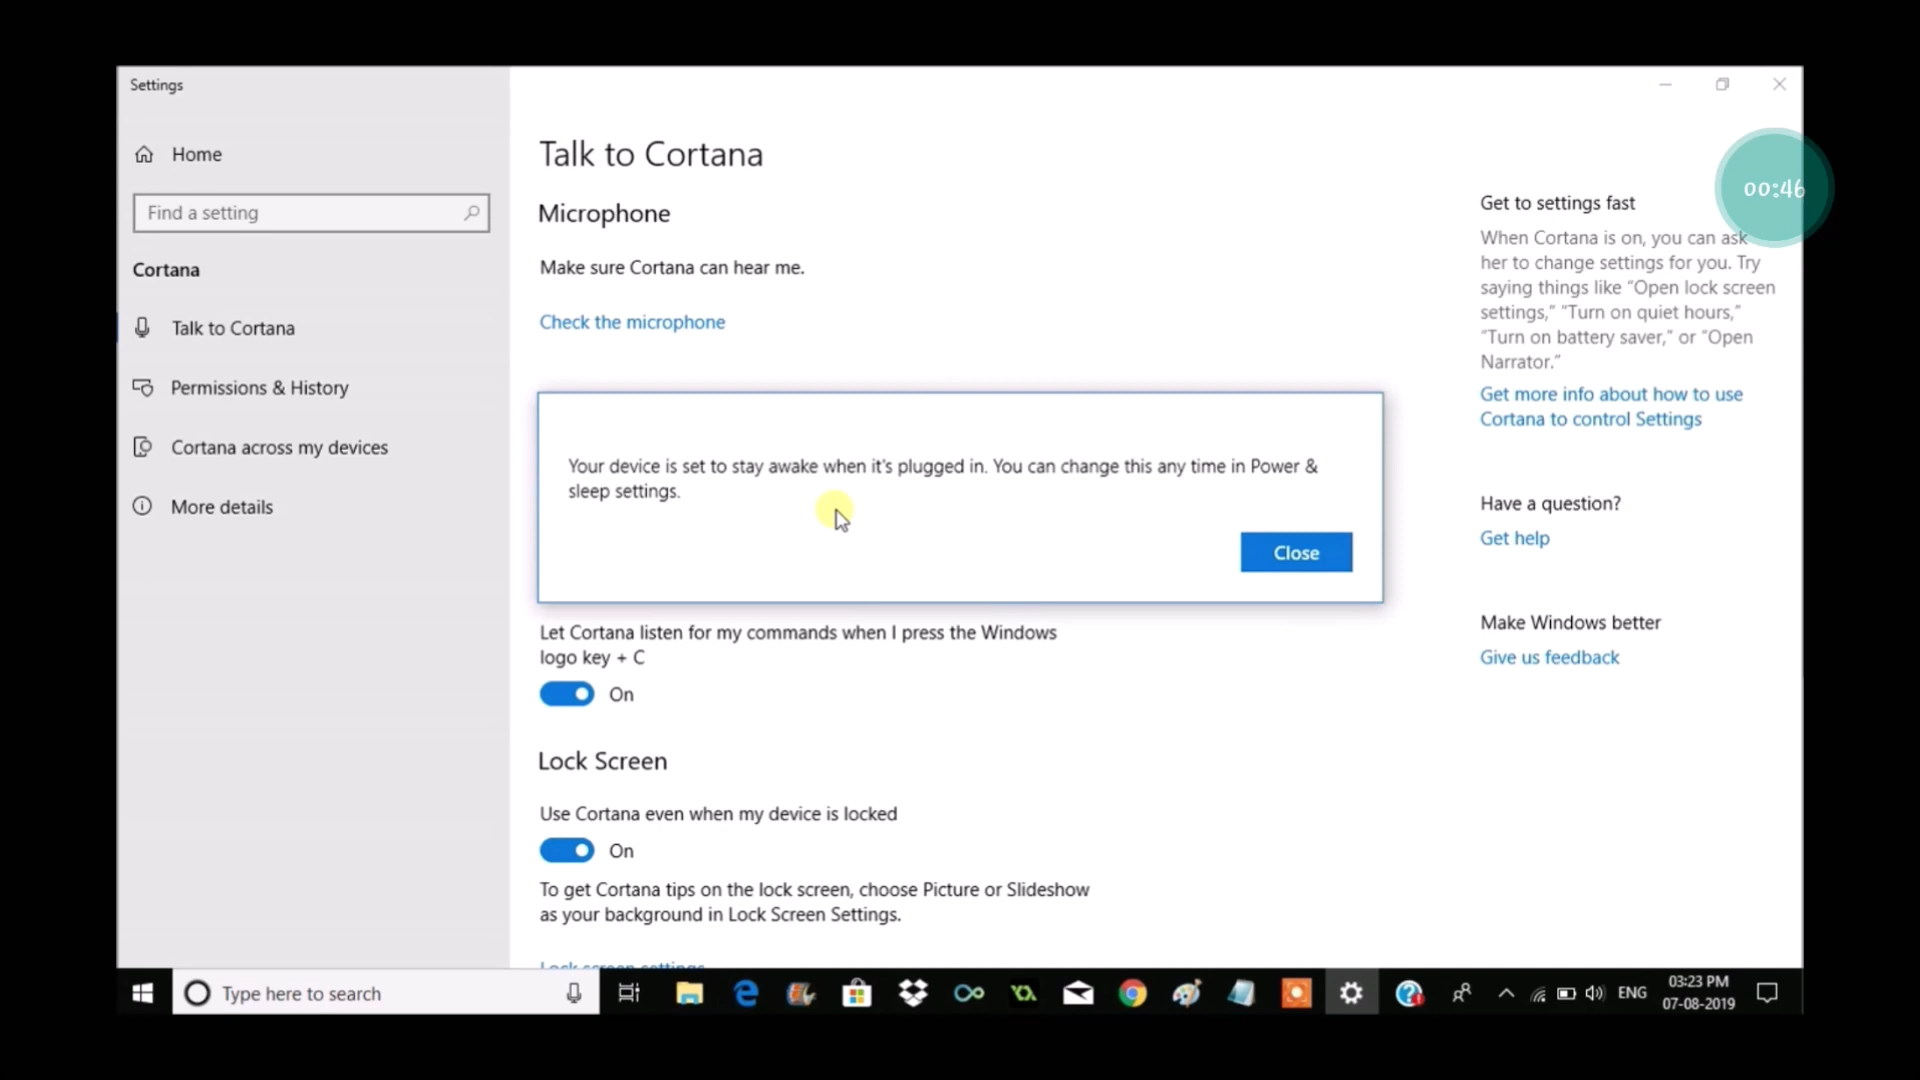 Settings
Home
Find a setting
Cortana
Talk to Cortana
Permissions & History
Cortana across my devices
More details
Talk to Cortana
Microphone
Make sure Cortana can hear me.
Check the microphone
Your device is set to stay awake when it's plugged in. You can change this any time in Power &
sleep settings.
Close
Let Cortana listen for my commands when I press the Windows
logo key + C
On
Lock Screen
Use Cortana even when my device is locked
On
To get Cortana tips on the lock screen, choose Picture or Slideshow
as your background in Lock Screen Settings.
Lock screen settings
00:46
Get to settings fast
When Cortana is on, you can ask
her to change settings for you. Try
saying things like “Open lock screen
settings,” “Turn on quiet hours,”
“Turn on battery saver,” or “Open
Narrator.”
Get more info about how to use
Cortana to control Settings
Have a question?
Get help
Make Windows better
Give us feedback
Type here to search
ENG
03:23 PM
07-08-2019